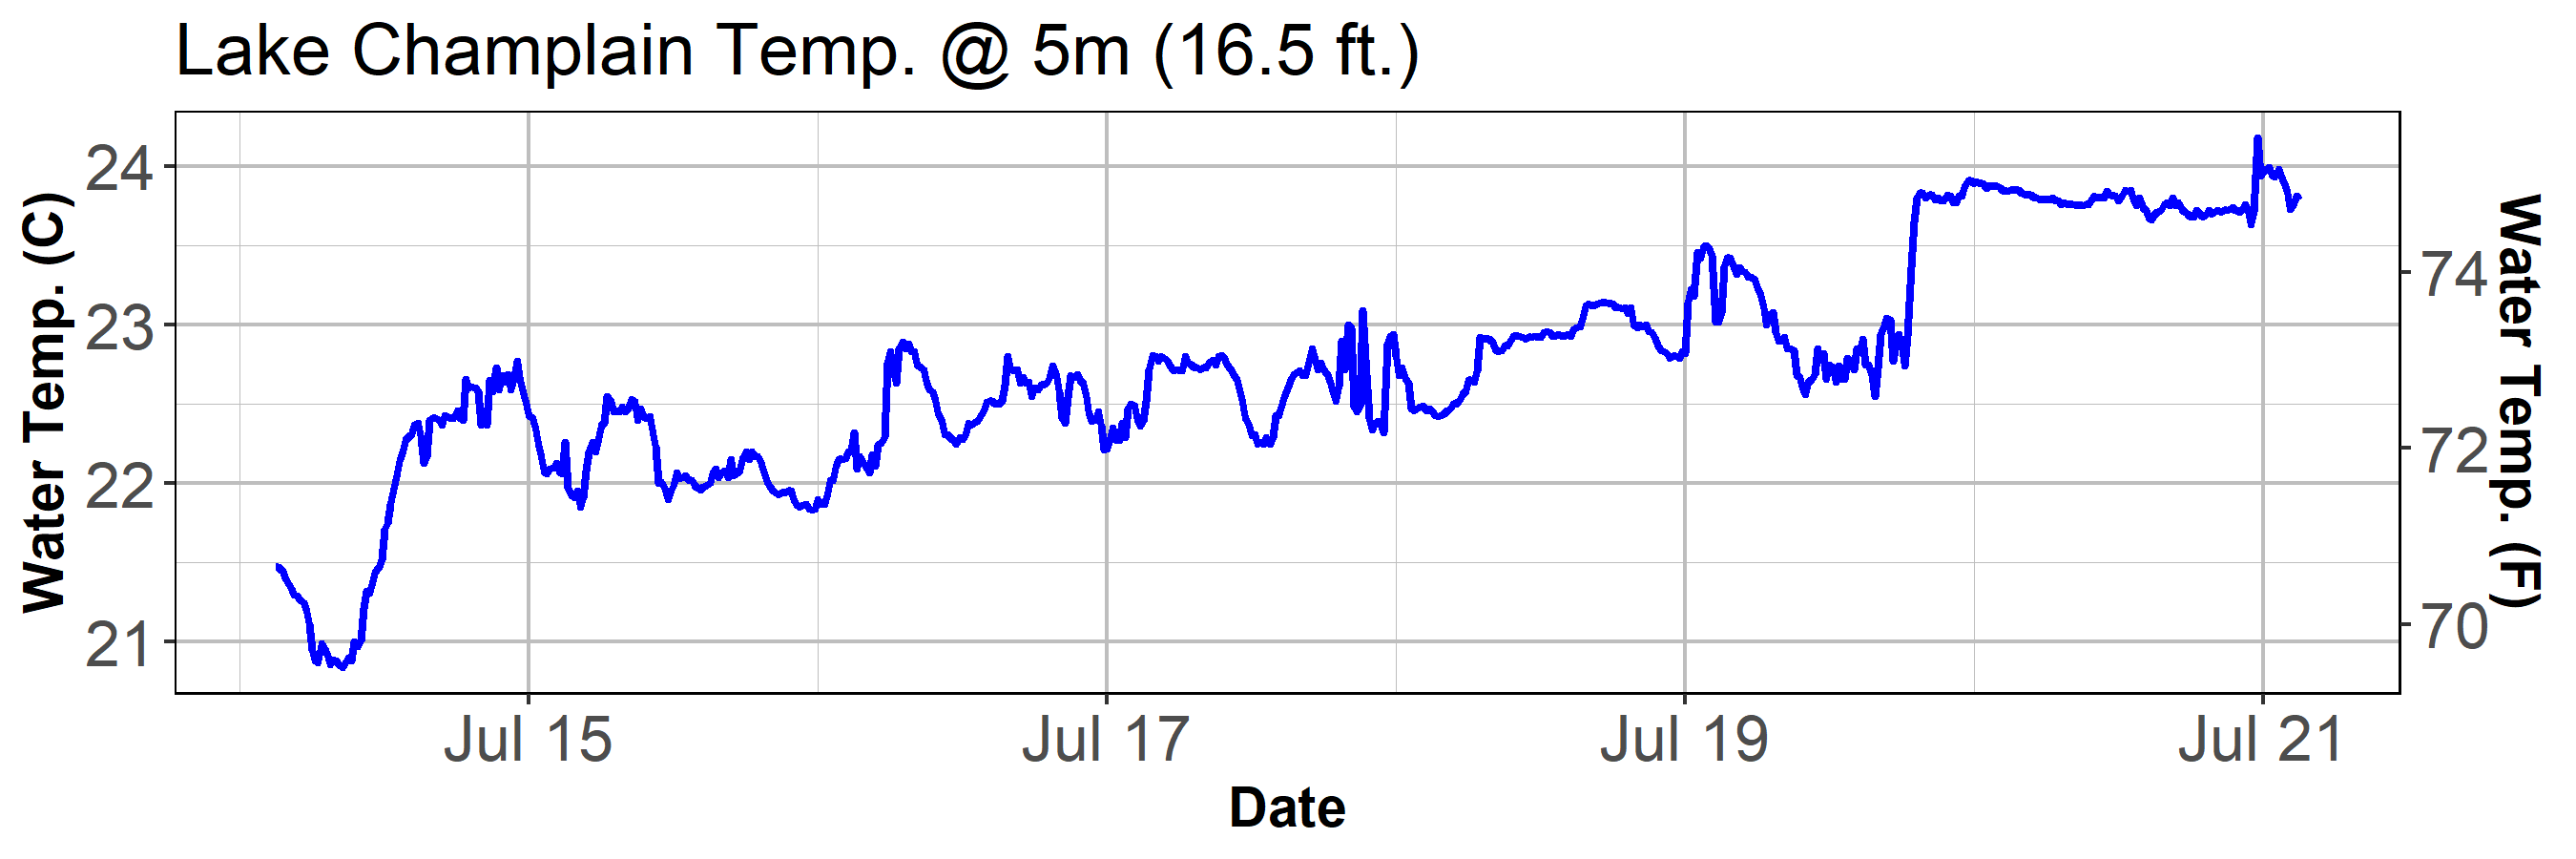 Lake Champlain Temp. @ 5m (16.5 ft.)
Water Temp. (C)
24
23
22
21
74
72
70
Water Temp. (F)
Jul 15
Jul 17
Jul 19
Jul 21
Date